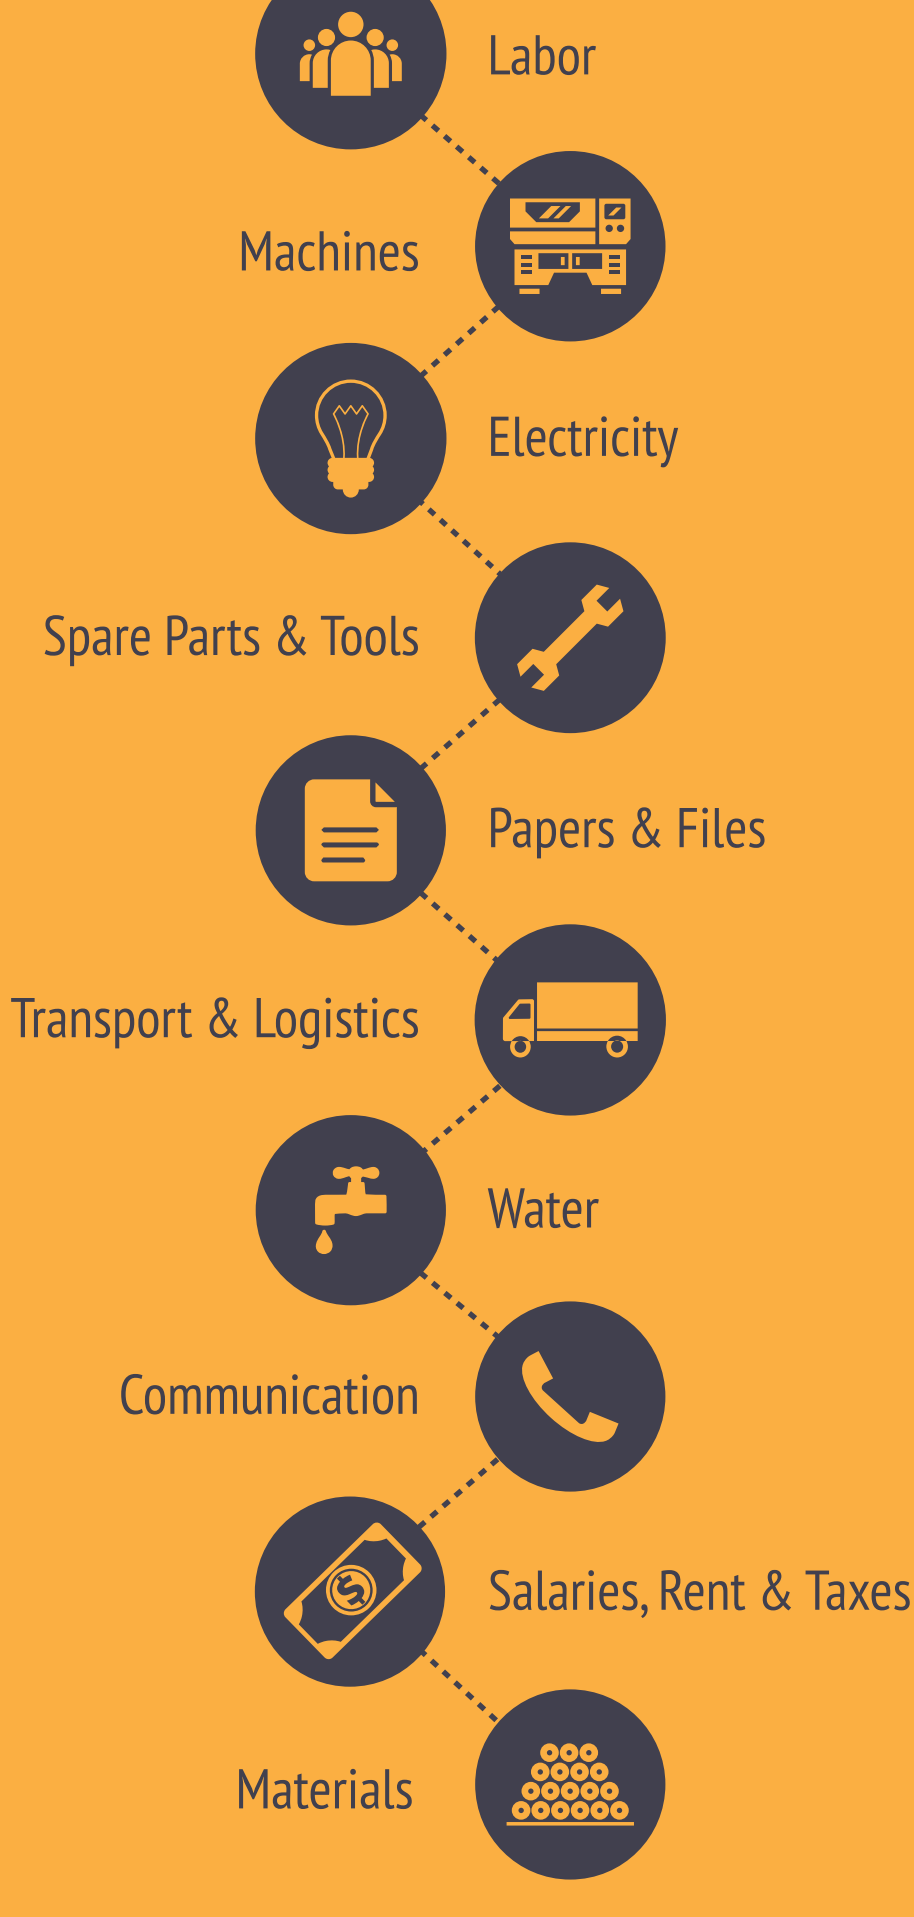 Labor
Machines
Electricity
Spare Parts & Tools
Papers & Files
Transport & Logistics
Water
Communication
Salaries, Rent & Taxes
$
Materials